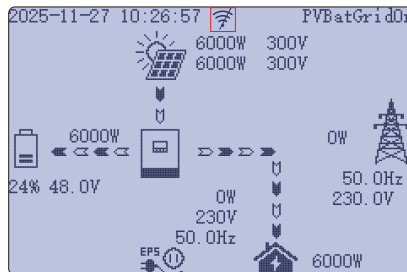 2025-11-27 10:26:57 PVBatGridOn
6000W 300V
6000W 300V
6000W
0W
24% 48.0V
50.0Hz
230.0V
0W
230V
50.0Hz
EPS
6000W